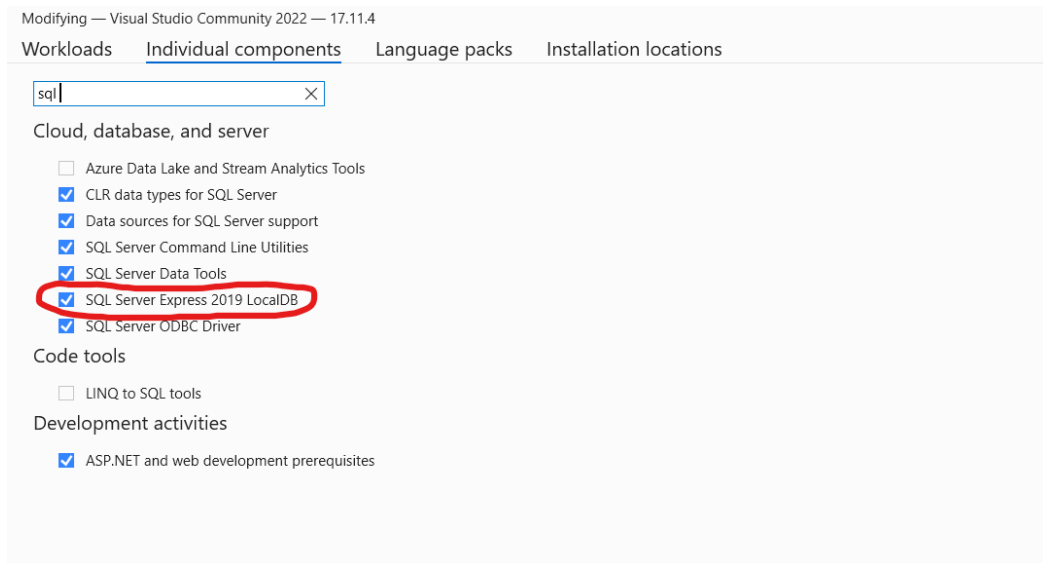 Modifying — Visual Studio Community 2022 — 17.11.4
Workloads Individual components Language packs Installation locations
sql
Cloud, database, and server
Azure Data Lake and Stream Analytics Tools
CLR data types for SQL Server
Data sources for SQL Server support
SQL Server Command Line Utilities
SQL Server Data Tools
SQL Server Express 2019 LocalDB
SQL Server ODBC Driver
Code tools
LINQ to SQL tools
Development activities
ASP.NET and web development prerequisites